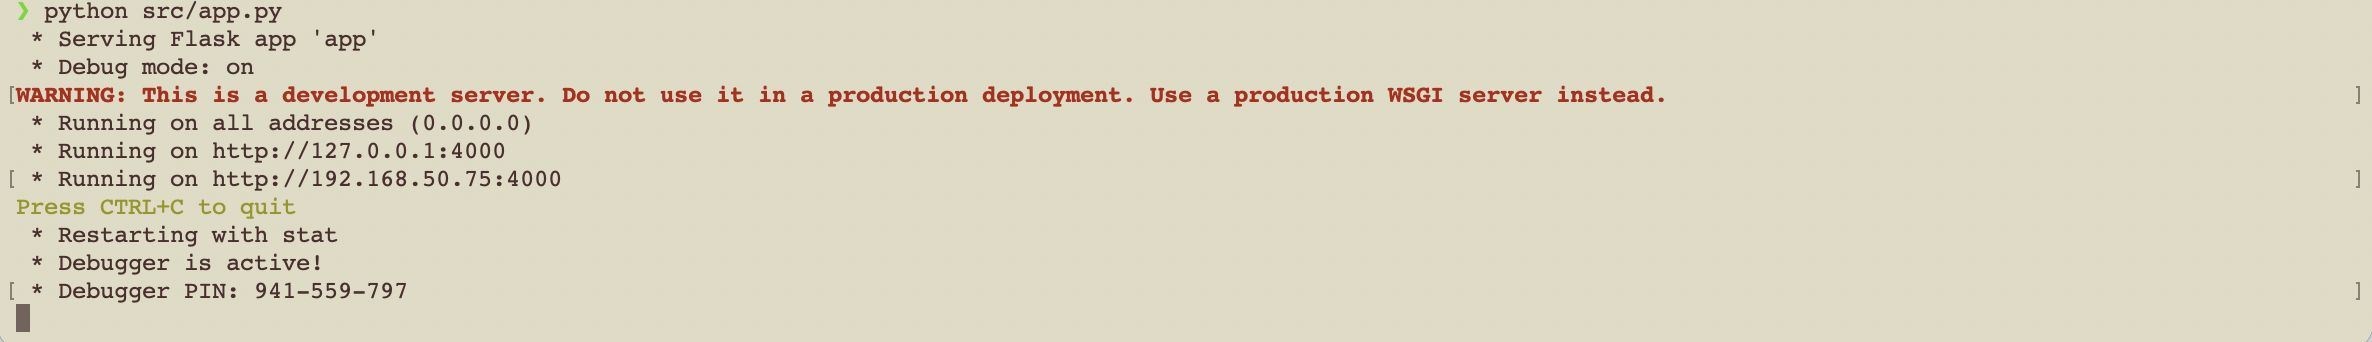 ❯ python src/app.py
 * Serving Flask app 'app'
 * Debug mode: on
[WARNING: This is a development server. Do not use it in a production deployment. Use a production WSGI server instead. ]
 * Running on all addresses (0.0.0.0)
 * Running on http://127.0.0.1:4000
[ * Running on http://192.168.50.75:4000 ]
Press CTRL+C to quit
 * Restarting with stat
 * Debugger is active!
[ * Debugger PIN: 941-559-797 ]